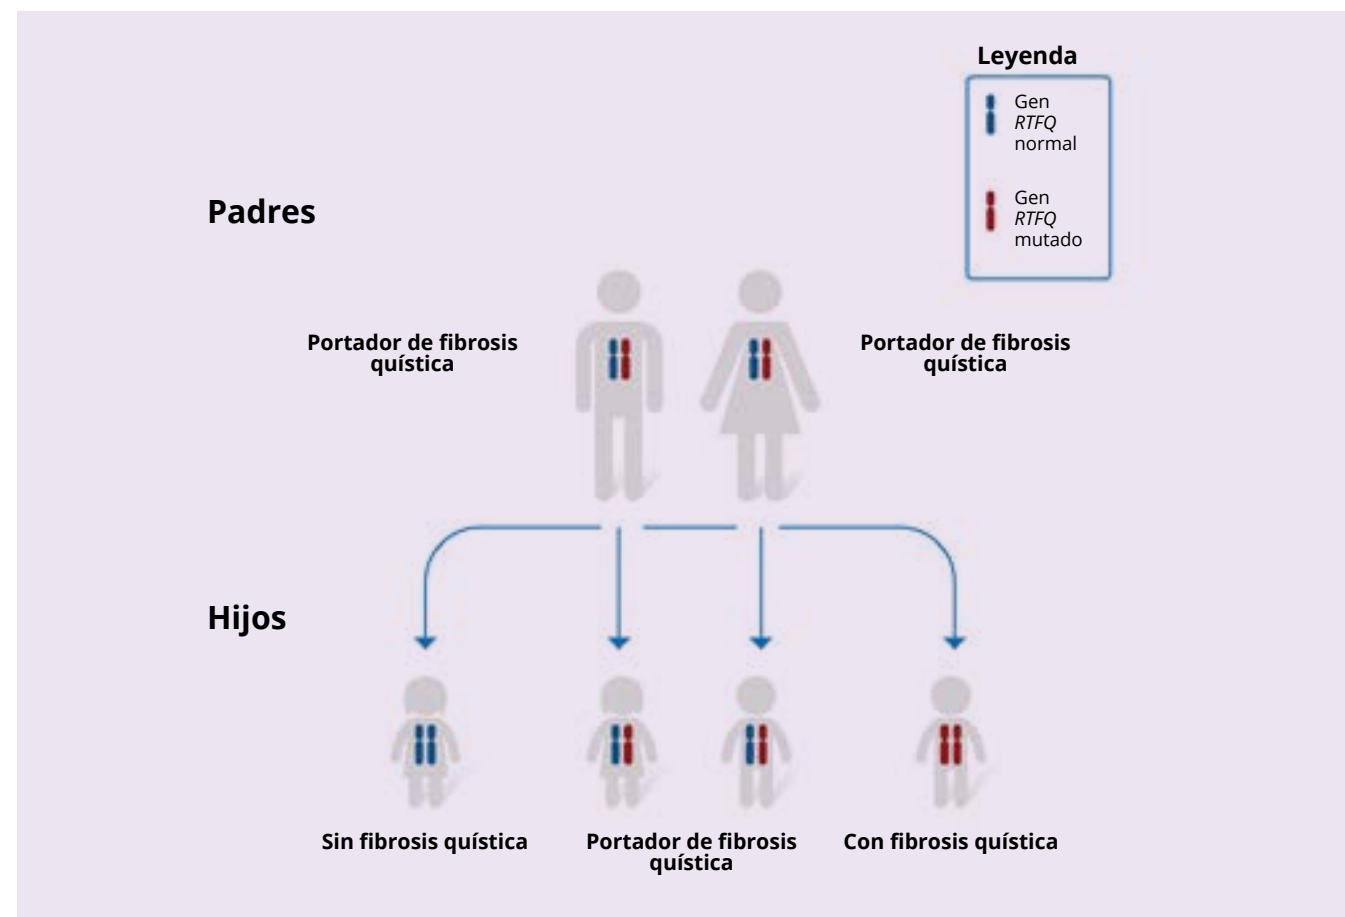 Leyenda
Gen
RTFQ
normal
Gen
RTFQ
mutado
Padres
Portador de fibrosis
quística
Portador de fibrosis
quística
Hijos
Sin fibrosis quística
Portador de fibrosis
quística
Con fibrosis quística